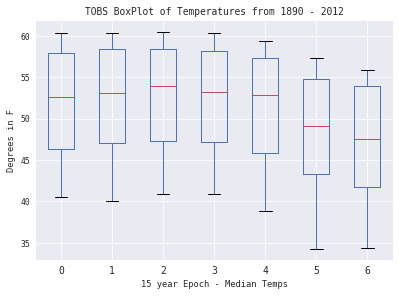 TOBS BoxPlot of Temperatures from 1890 - 2012
60
55
50
45
40
35
Degrees in F
0 1 2 3 4 5 6
15 year Epoch - Median Temps